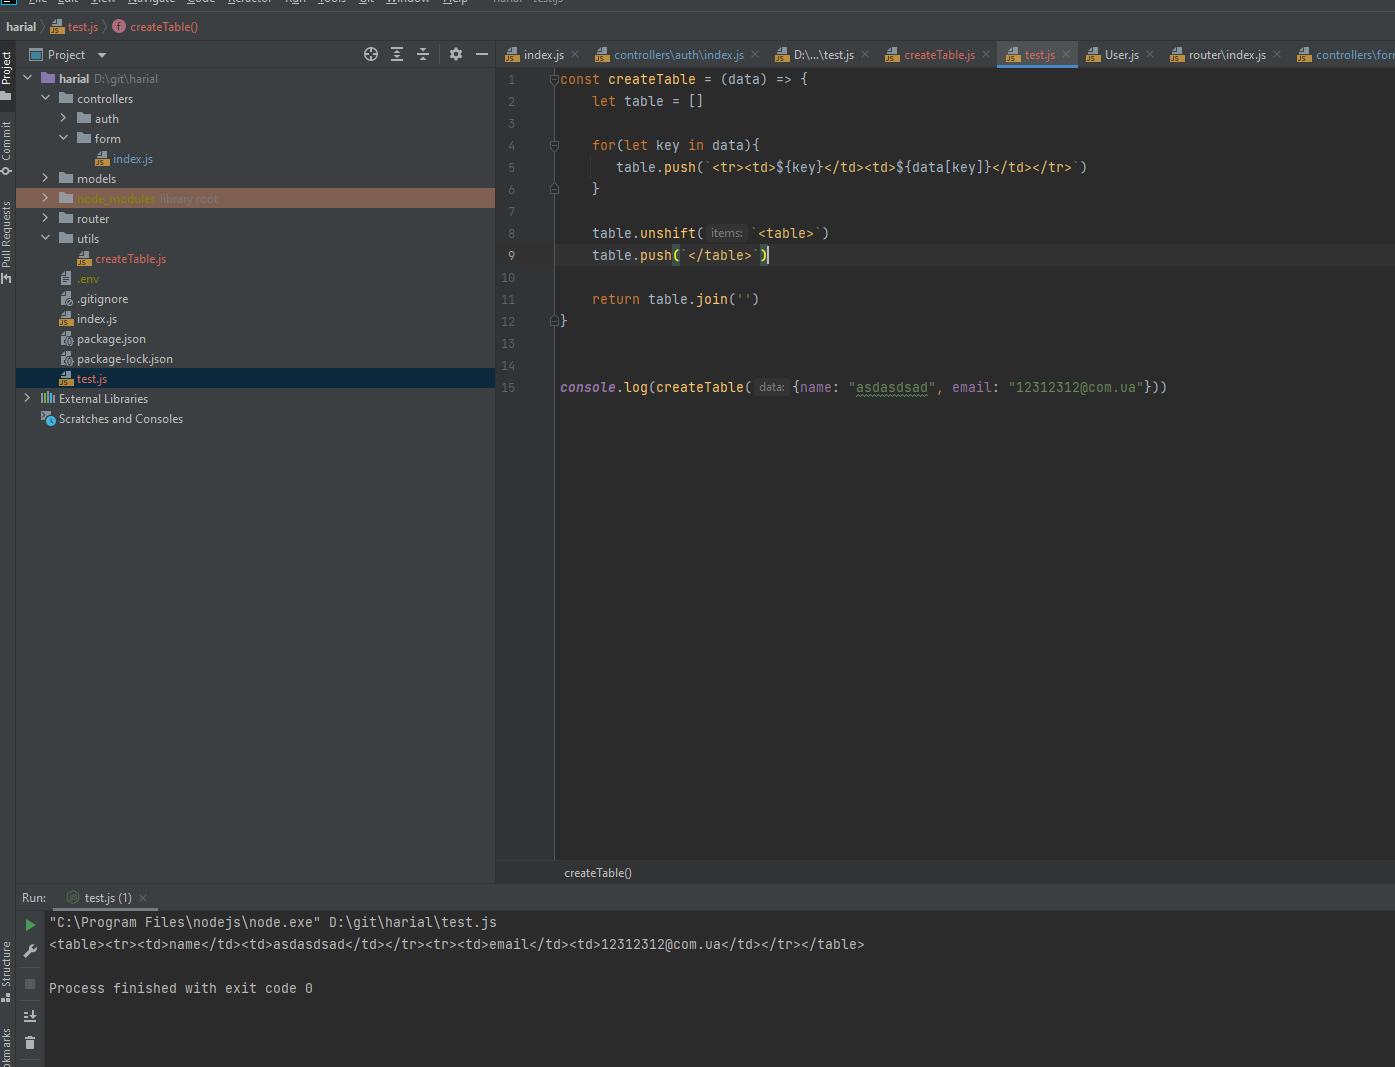 File Edit View Navigate Code Refactor Run Tools Git Window Help harial - test.js
harial test.js createTable()
Project
index.js controllers\auth\index.js D:\...\test.js createTable.js test.js User.js router\index.js controllers\for
Project
Commit
Pull Requests
harial D:\git\harial
controllers
auth
form
index.js
models
node_modules library root
router
utils
createTable.js
.env
.gitignore
index.js
package.json
package-lock.json
test.js
External Libraries
Scratches and Consoles
1 const createTable = (data) => {
2 let table = []
3
4 for(let key in data){
5 table.push(`<tr><td>${key}</td><td>${data[key]}</td></tr>`)
6 }
7
8 table.unshift( items: `<table>`)
9 table.push(`</table>`)
10
11 return table.join('')
12 }
13
14
15 console.log(createTable( data: {name: "asdasdsad", email: "12312312@com.ua"}))
createTable()
Run: test.js (1)
"C:\Program Files\nodejs\node.exe" D:\git\harial\test.js
<table><tr><td>name</td><td>asdasdsad</td></tr><tr><td>email</td><td>12312312@com.ua</td></tr></table>
Process finished with exit code 0
Structure
okmarks